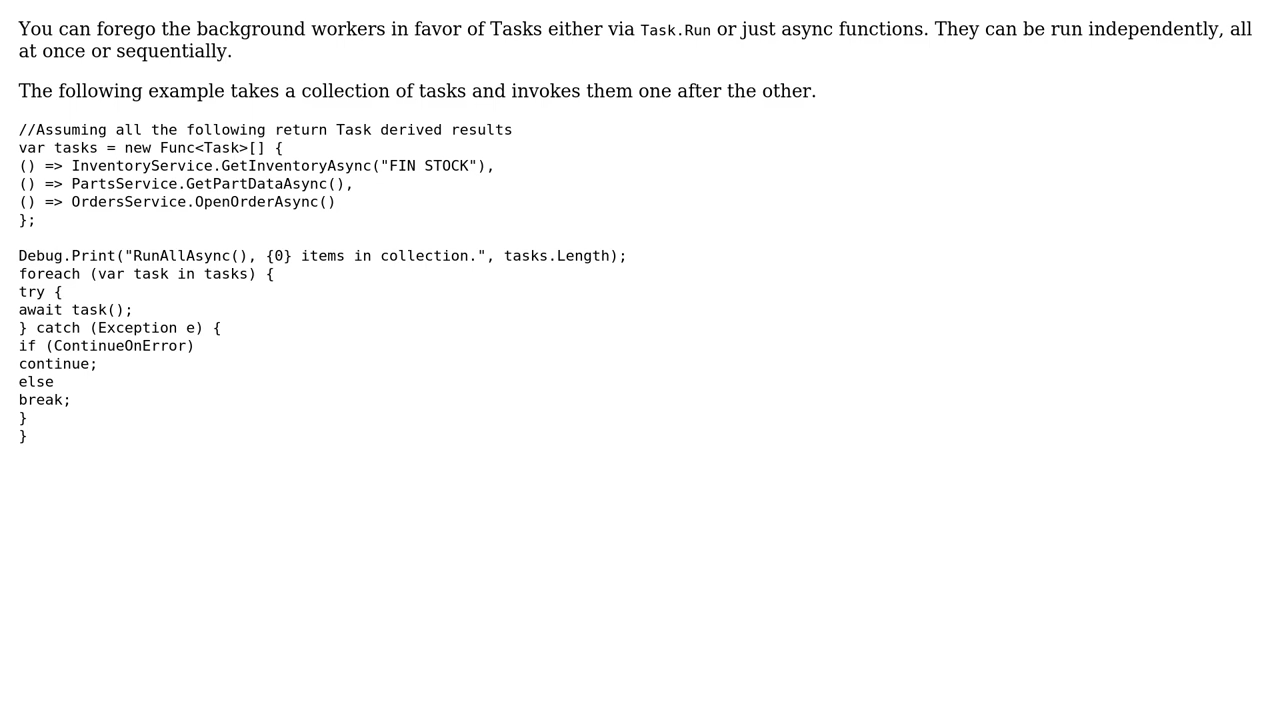 You can forego the background workers in favor of Tasks either via Task.Run or just async functions. They can be run independently, all
at once or sequentially.
The following example takes a collection of tasks and invokes them one after the other.
//Assuming all the following return Task derived results
var tasks = new Func<Task>[] {
() => InventoryService.GetInventoryAsync("FIN STOCK"),
() => PartsService.GetPartDataAsync(),
() => OrdersService.OpenOrderAsync()
};
Debug.Print("RunAllAsync(), {0} items in collection.", tasks.Length);
foreach (var task in tasks) {
try {
await task();
} catch (Exception e) {
if (ContinueOnError)
continue;
else
break;
}
}